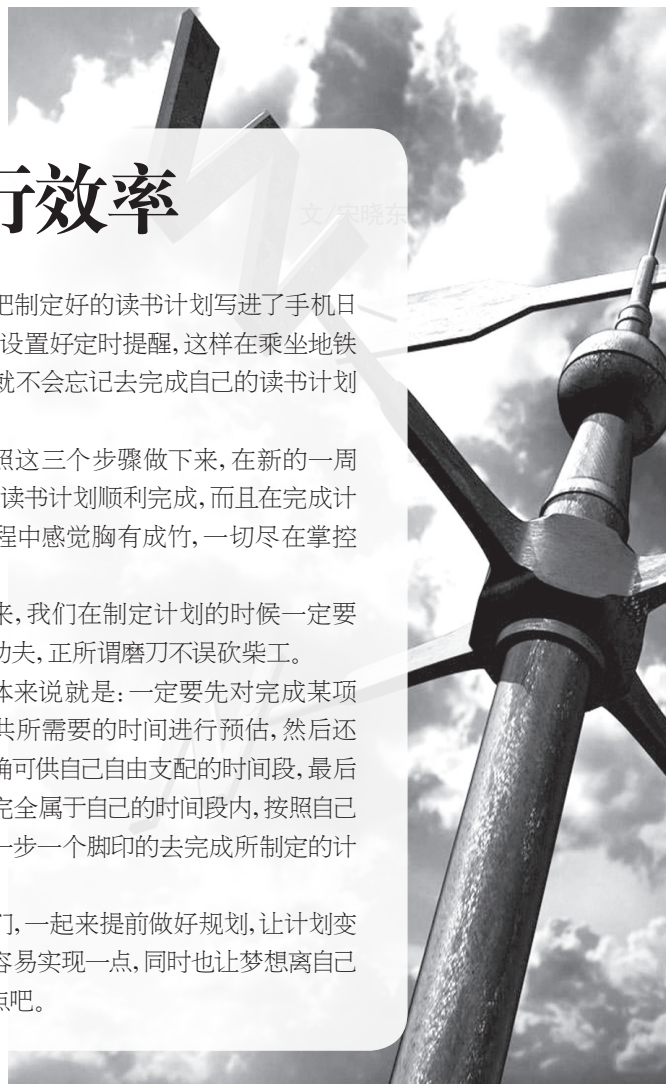 行效率
文/宋晓东
把制定好的读书计划写进了手机日
设置好定时提醒,这样在乘坐地铁
就不会忘记去完成自己的读书计划
照这三个步骤做下来,在新的一周
读书计划顺利完成,而且在完成计
程中感觉胸有成竹,一切尽在掌控
来,我们在制定计划的时候一定要
功夫,正所谓磨刀不误砍柴工。
体来说就是:一定要先对完成某项
共所需要的时间进行预估,然后还
确可供自己自由支配的时间段,最后
完全属于自己的时间段内,按照自己
一步一个脚印的去完成所制定的计
们,一起来提前做好规划,让计划变
容易实现一点,同时也让梦想离自己
点吧。